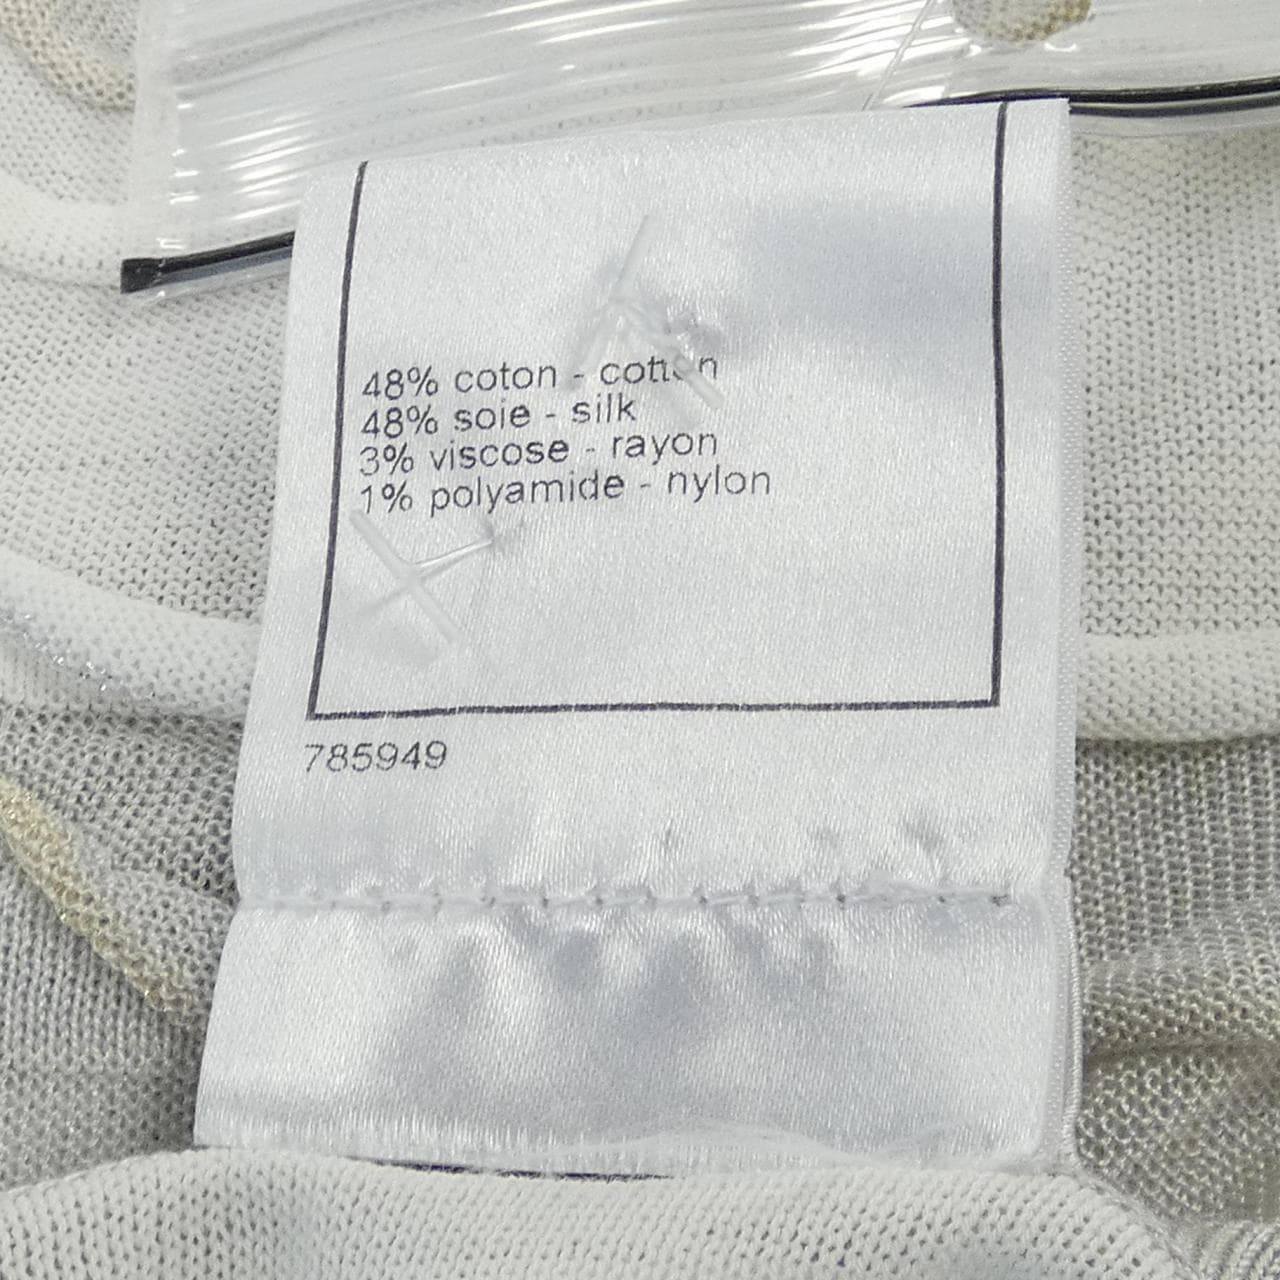 48% coton - cotton
48% soie - silk
3% viscose - rayon
1% polyamide - nylon
785949